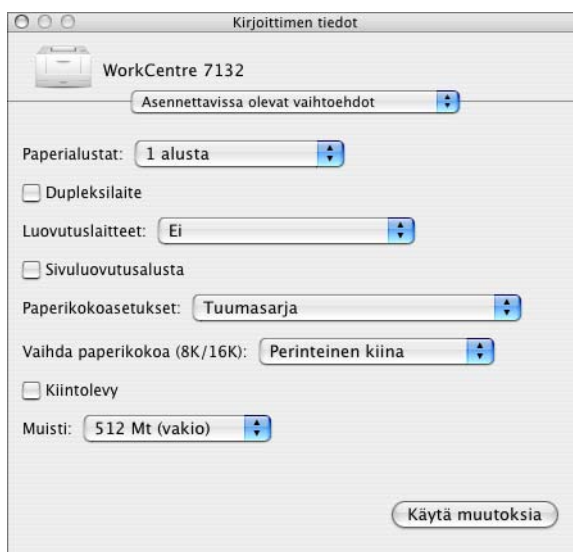 Kirjoittimen tiedot
WorkCentre 7132
Asennettavissa olevat vaihtoehdot
Paperialustat: 1 alusta
Dupleksilaite
Luovutuslaitteet: Ei
Sivuluovutusalusta
Paperikokoasetukset: Tuumasarja
Vaihda paperikokoa (8K/16K): Perinteinen kiina
Kiintolevy
Muisti: 512 Mt (vakio)
Käytä muutoksia